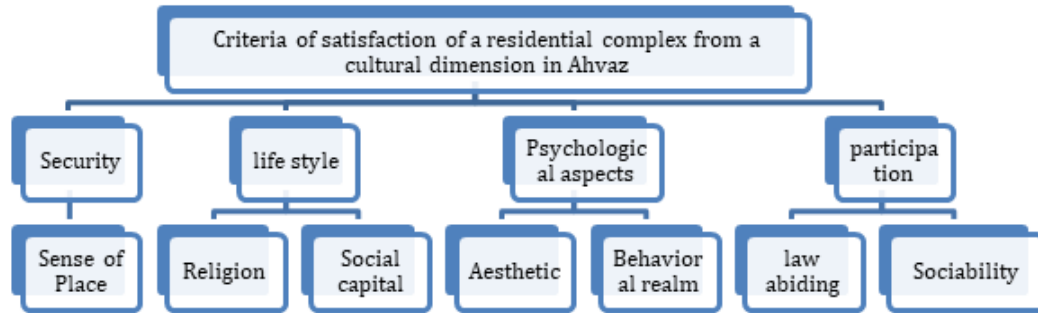 Criteria of satisfaction of a residential complex from a
cultural dimension in Ahvaz
Security
life style
Psychologic
al aspects
participa
tion
Sense of
Place
Religion
Social
capital
Aesthetic
Behavior
al realm
law
abiding
Sociability